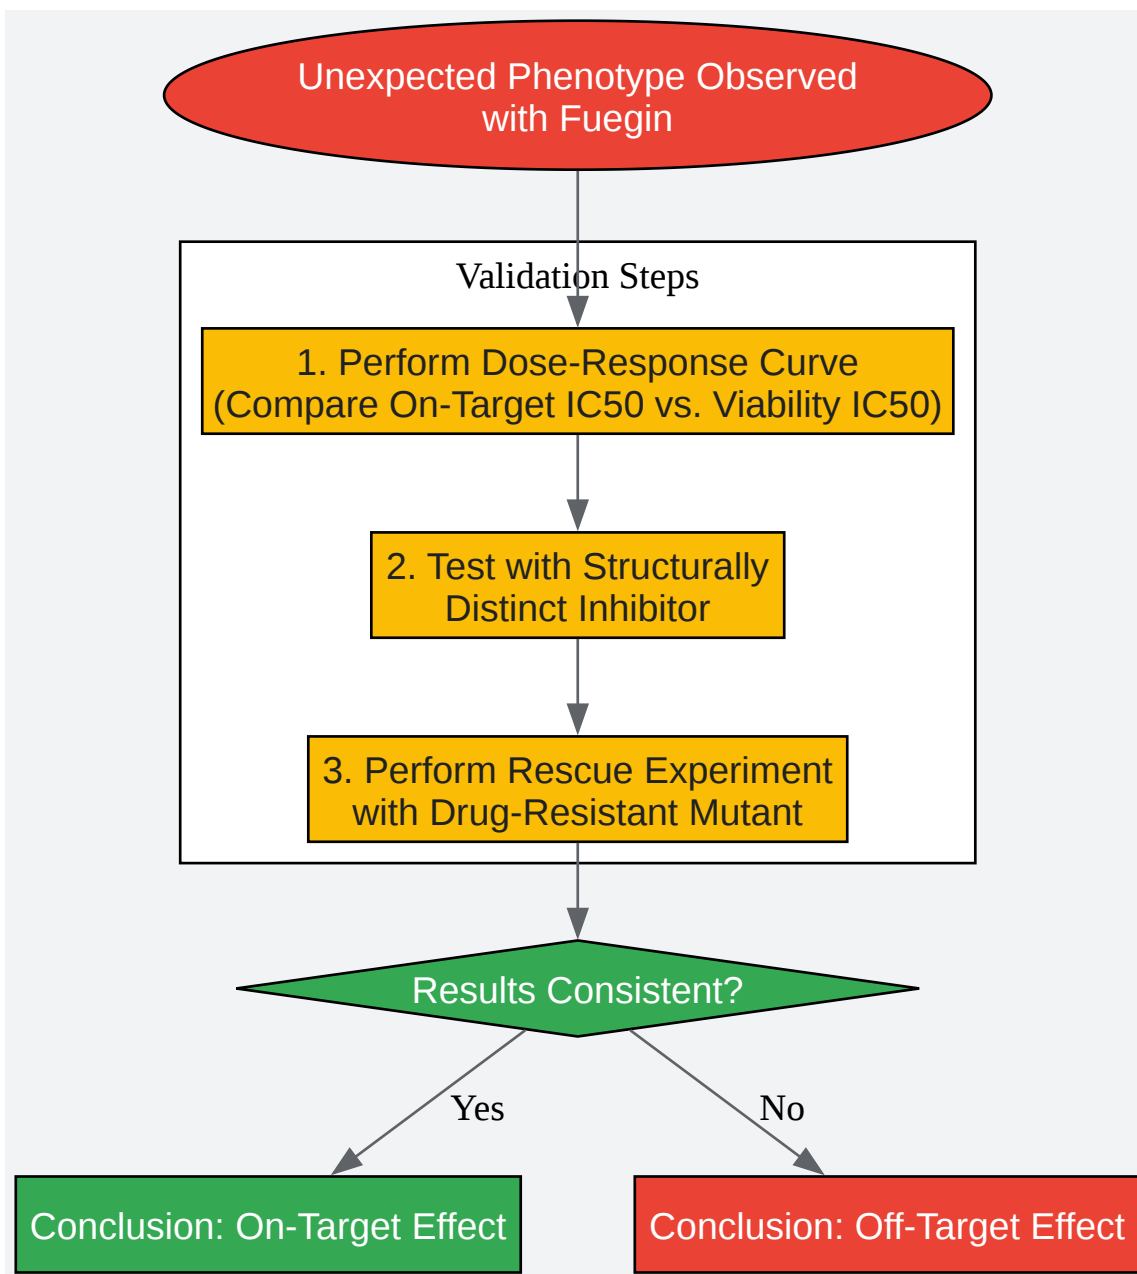 Unexpected Phenotype Observed
with Fuegin
Validation Steps
1. Perform Dose-Response Curve
(Compare On-Target IC50 vs. Viability IC50)
2. Test with Structurally
Distinct Inhibitor
3. Perform Rescue Experiment
with Drug-Resistant Mutant
Results Consistent?
Yes
No
Conclusion: On-Target Effect
Conclusion: Off-Target Effect